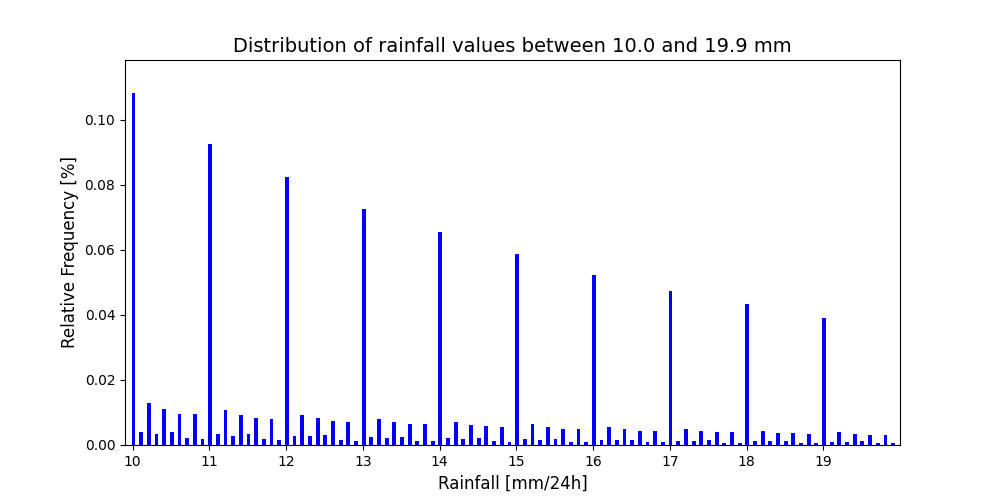 Distribution of rainfall values between 10.0 and 19.9 mm
Relative Frequency [%]
0.10
0.08
0.06
0.04
0.02
0.00
10 11 12 13 14 15 16 17 18 19
Rainfall [mm/24h]